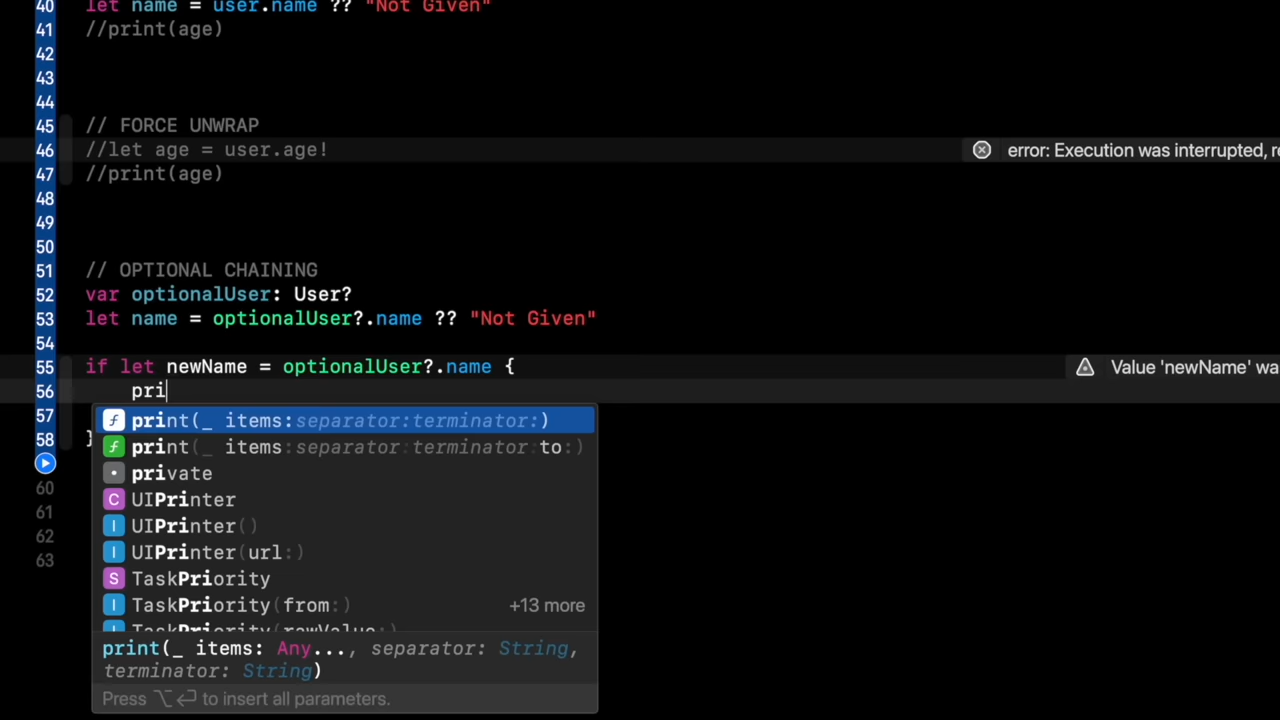 40 let name = user.name ?? "Not Given"
41 //print(age)
42
43
44
45 // FORCE UNWRAP
46 //let age = user.age! error: Execution was interrupted, re
47 //print(age)
48
49
50
51 // OPTIONAL CHAINING
52 var optionalUser: User?
53 let name = optionalUser?.name ?? "Not Given"
54
55 if let newName = optionalUser?.name { Value 'newName' wa
56 pri
57
58 }
60
61
62
63
print(_ items:separator:terminator:)
print(_ items:separator:terminator:to:)
private
UIPrinter
UIPrinter()
UIPrinter(url:)
TaskPriority
TaskPriority(from:) +13 more
TaskPriority(rawValue:)
print(_ items: Any..., separator: String,
terminator: String)
Press ⌥↩ to insert all parameters.